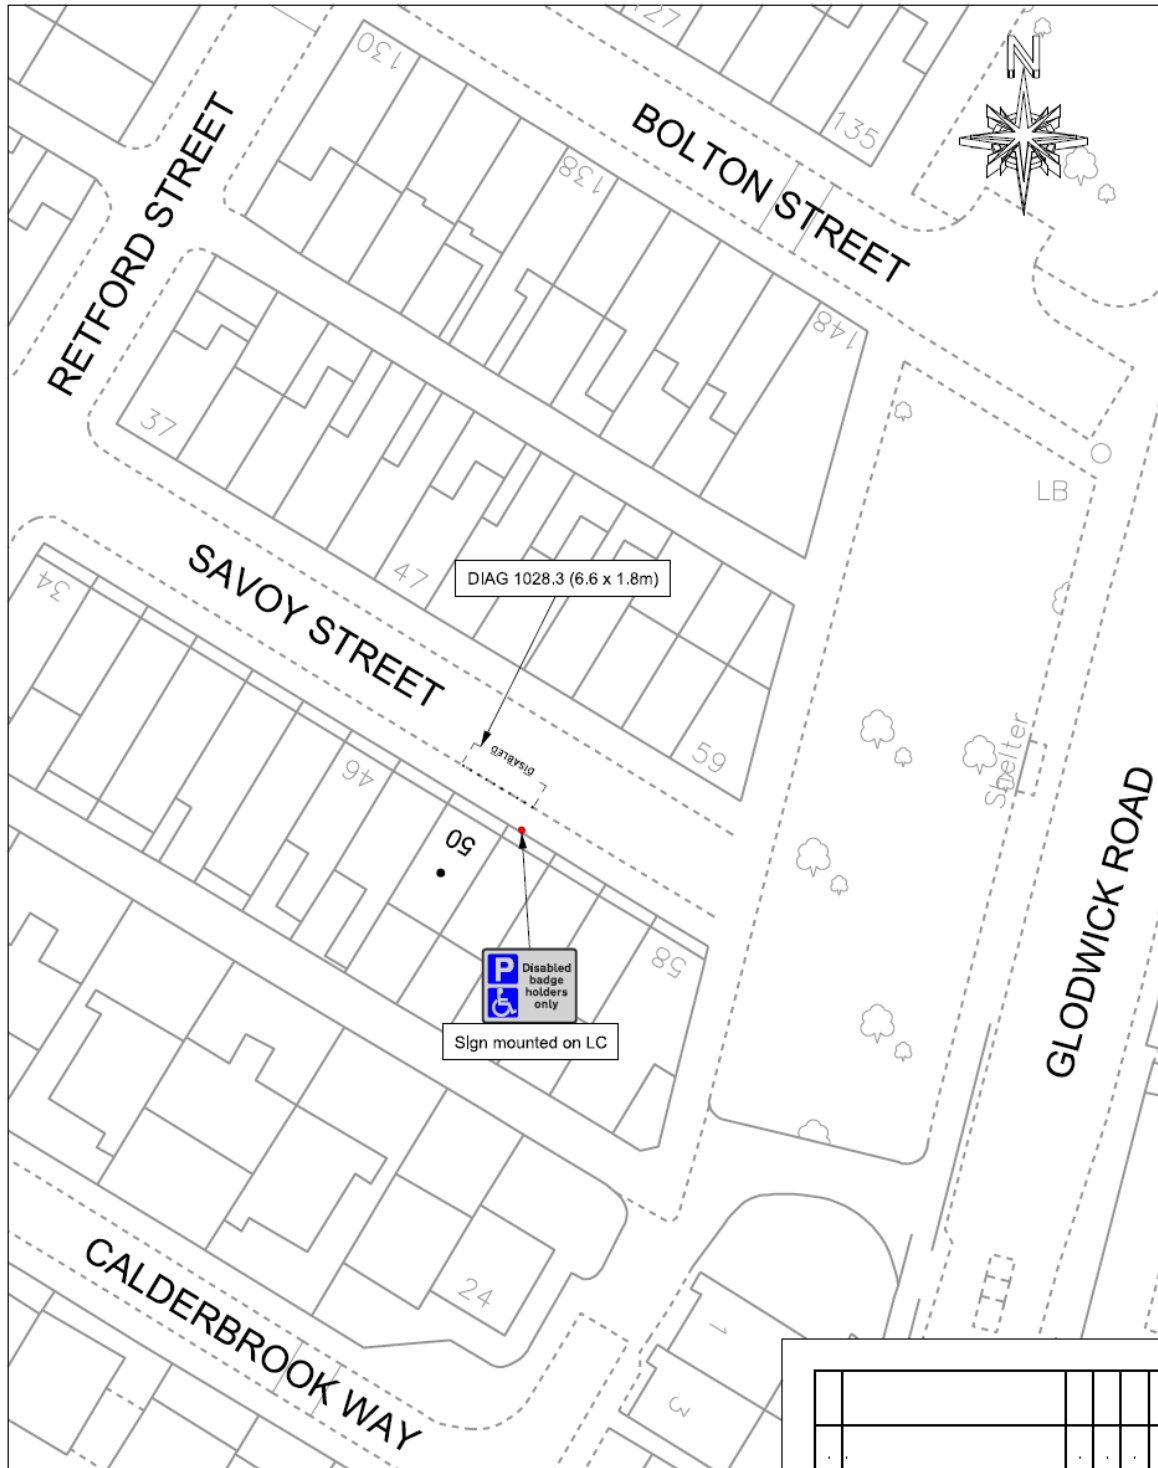 127
130
N
135
BOLTON STREET
138
RETFORD STREET
148
37
LB
SAVOY STREET
47
DIAG 1028.3 (6.6 x 1.8m)
34
Shelter
DISABLED
59
46
50
GLODWICK ROAD
58
P
Disabled
badge
holders
only
Sign mounted on LC
CALDERBROOK WAY
24
1
3